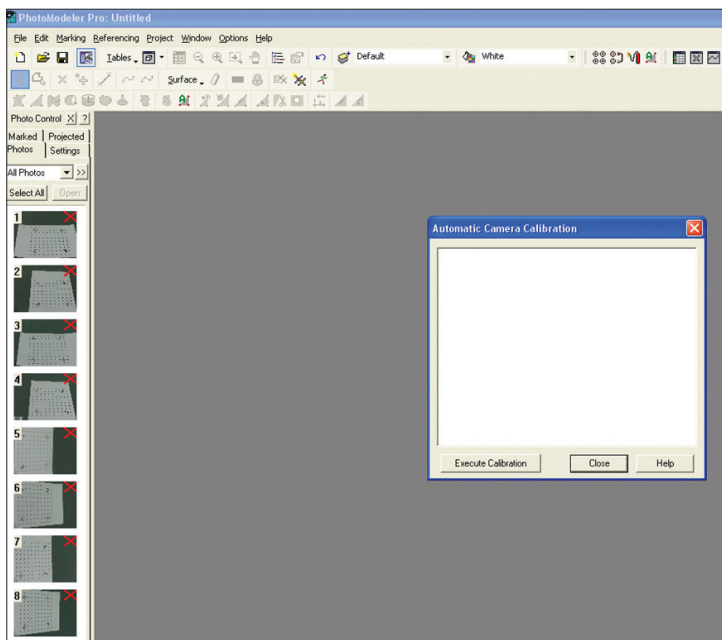 PhotoModeler Pro: Untitled
File Edit Marking Referencing Project Window Options Help
Tables Default White
Surface
Photo Control X ?
Marked Projected
Photos Settings
All Photos >>
Select All Open
1
2
3
4
5
6
7
8
Automatic Camera Calibration
Execute Calibration Close Help